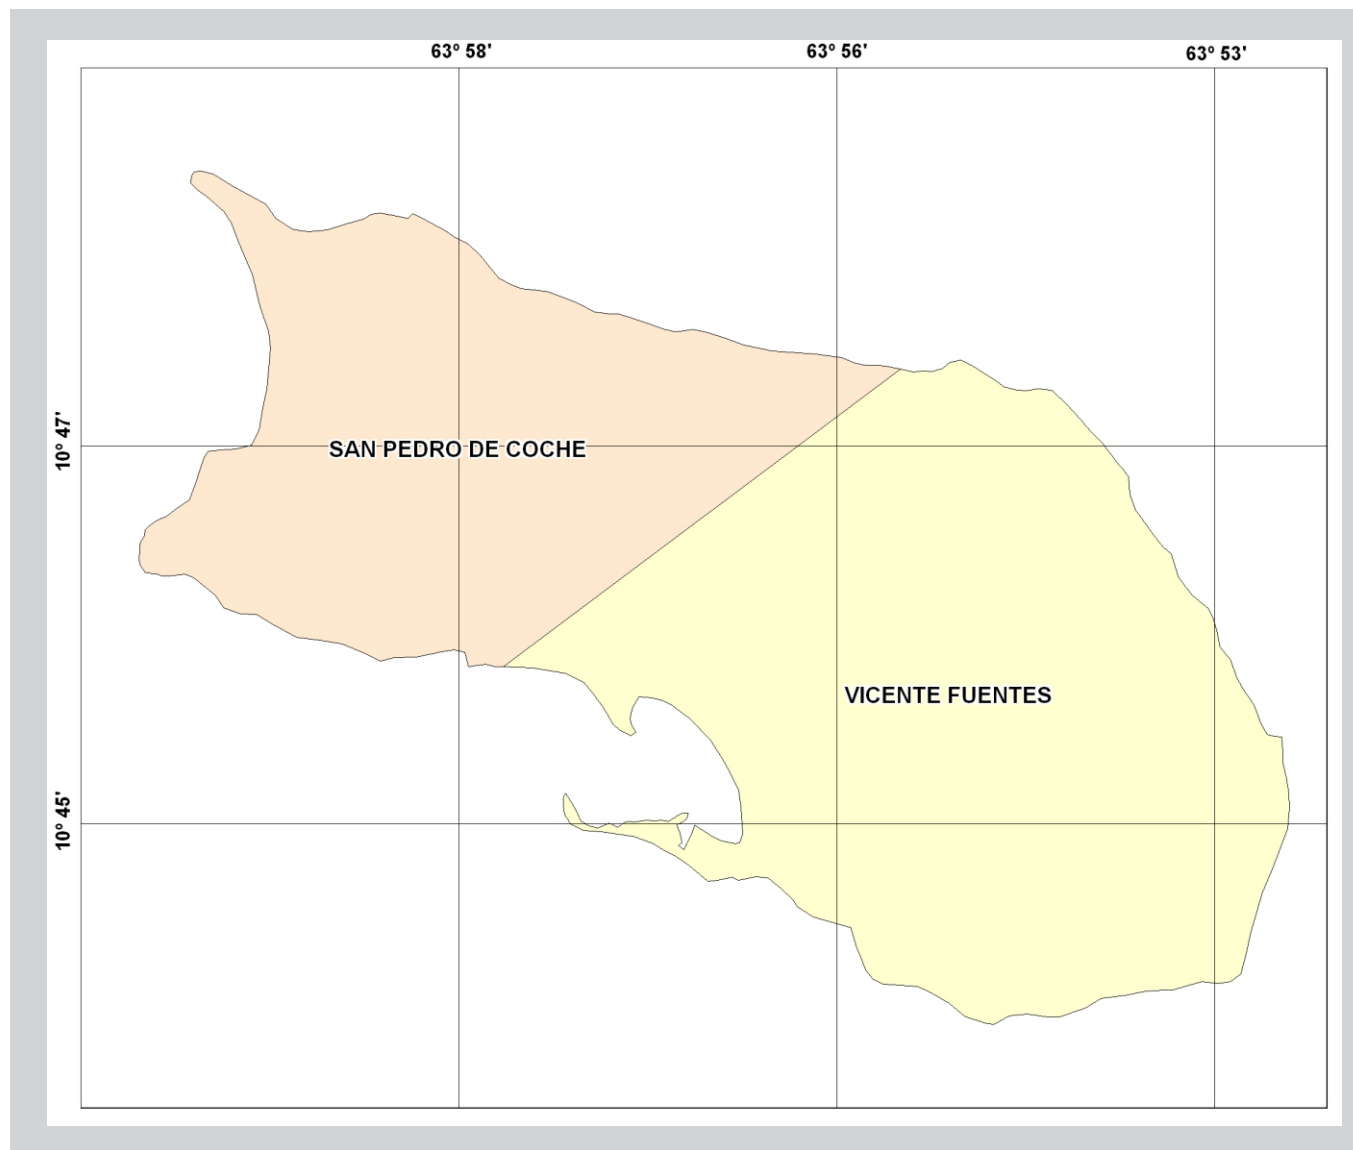 63° 58'
63° 56'
63° 53'
10° 47'
SAN PEDRO DE COCHE
VICENTE FUENTES
10° 45'